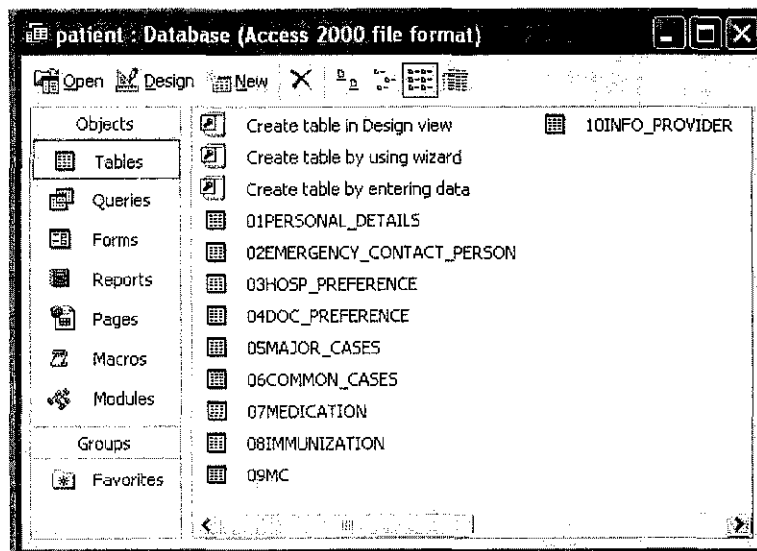 patient : Database (Access 2000 file format)
Open Design New
Objects
Tables
Queries
Forms
Reports
Pages
Macros
Modules
Groups
Favorites
Create table in Design view
Create table by using wizard
Create table by entering data
01PERSONAL_DETAILS
02EMERGENCY_CONTACT_PERSON
03HOSP_PREFERENCE
04DOC_PREFERENCE
05MAJOR_CASES
06COMMON_CASES
07MEDICATION
08IMMUNIZATION
09MC
10INFO_PROVIDER